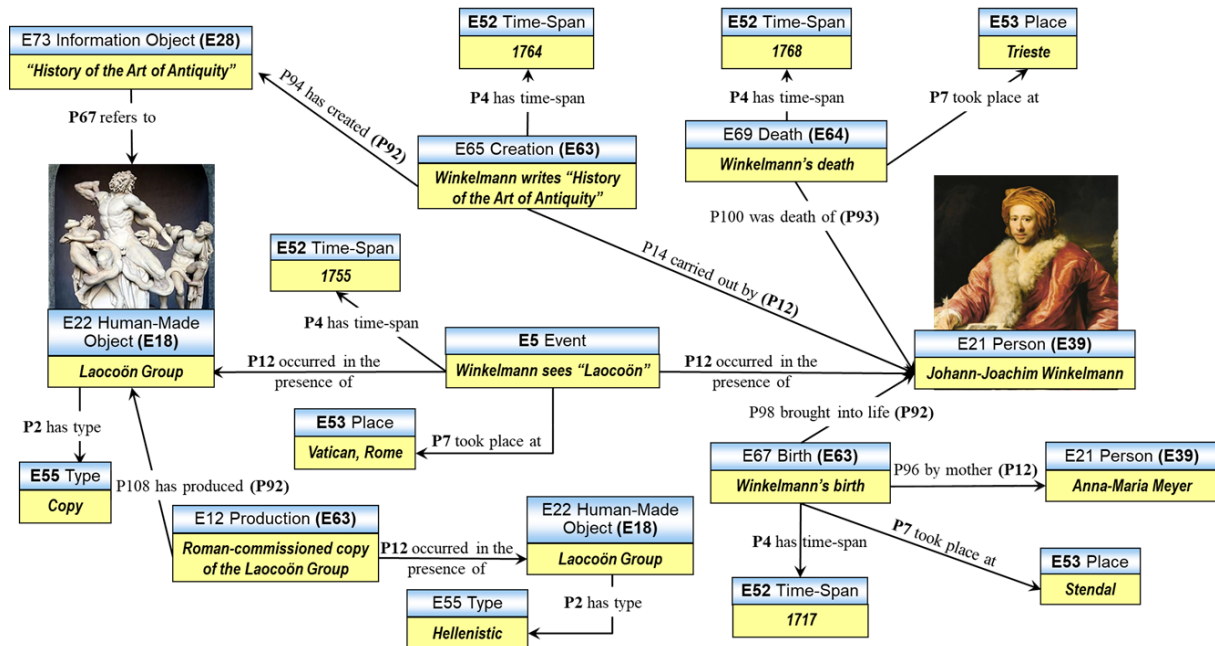 E73 Information Object (E28)
"History of the Art of Antiquity"
E52 Time-Span
1764
E52 Time-Span
1768
E53 Place
Trieste
P67 refers to
P94 has created (P92)
P4 has time-span
P4 has time-span
P7 took place at
E65 Creation (E63)
Winkelmann writes "History
of the Art of Antiquity"
E69 Death (E64)
Winkelmann's death
P100 was death of (P93)
P14 carried out by (P12)
E52 Time-Span
1755
P4 has time-span
E22 Human-Made
Object (E18)
Laocoön Group
P12 occurred in the
presence of
E5 Event
Winkelmann sees "Laocoön"
P12 occurred in the
presence of
E21 Person (E39)
Johann-Joachim Winkelmann
P2 has type
E53 Place
Vatican, Rome
P7 took place at
P98 brought into life (P92)
E55 Type
Copy
P108 has produced (P92)
E67 Birth (E63)
Winkelmann's birth
P96 by mother (P12)
E21 Person (E39)
Anna-Maria Meyer
E12 Production (E63)
Roman-commissioned copy
of the Laocoön Group
P12 occurred in the
presence of
E22 Human-Made
Object (E18)
Laocoön Group
P4 has time-span
P7 took place at
E53 Place
Stendal
P2 has type
E55 Type
Hellenistic
E52 Time-Span
1717